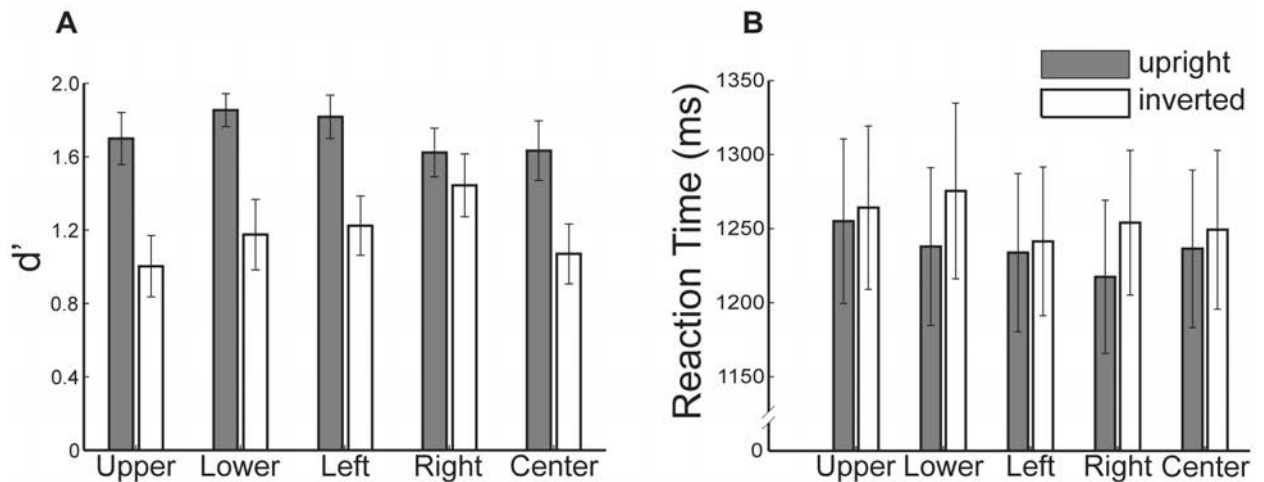 A
2.0
1.6
1.2
0.8
0.4
0
d'
Upper Lower Left Right Center
B
upright
inverted
1350
1300
1250
1200
1150
0
Reaction Time (ms)
Upper Lower Left Right Center